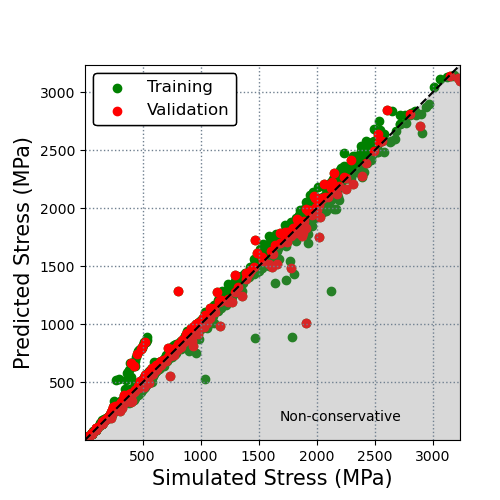 Training
Validation
3000
2500
2000
1500
1000
500
Predicted Stress (MPa)
Non-conservative
500 1000 1500 2000 2500 3000
Simulated Stress (MPa)